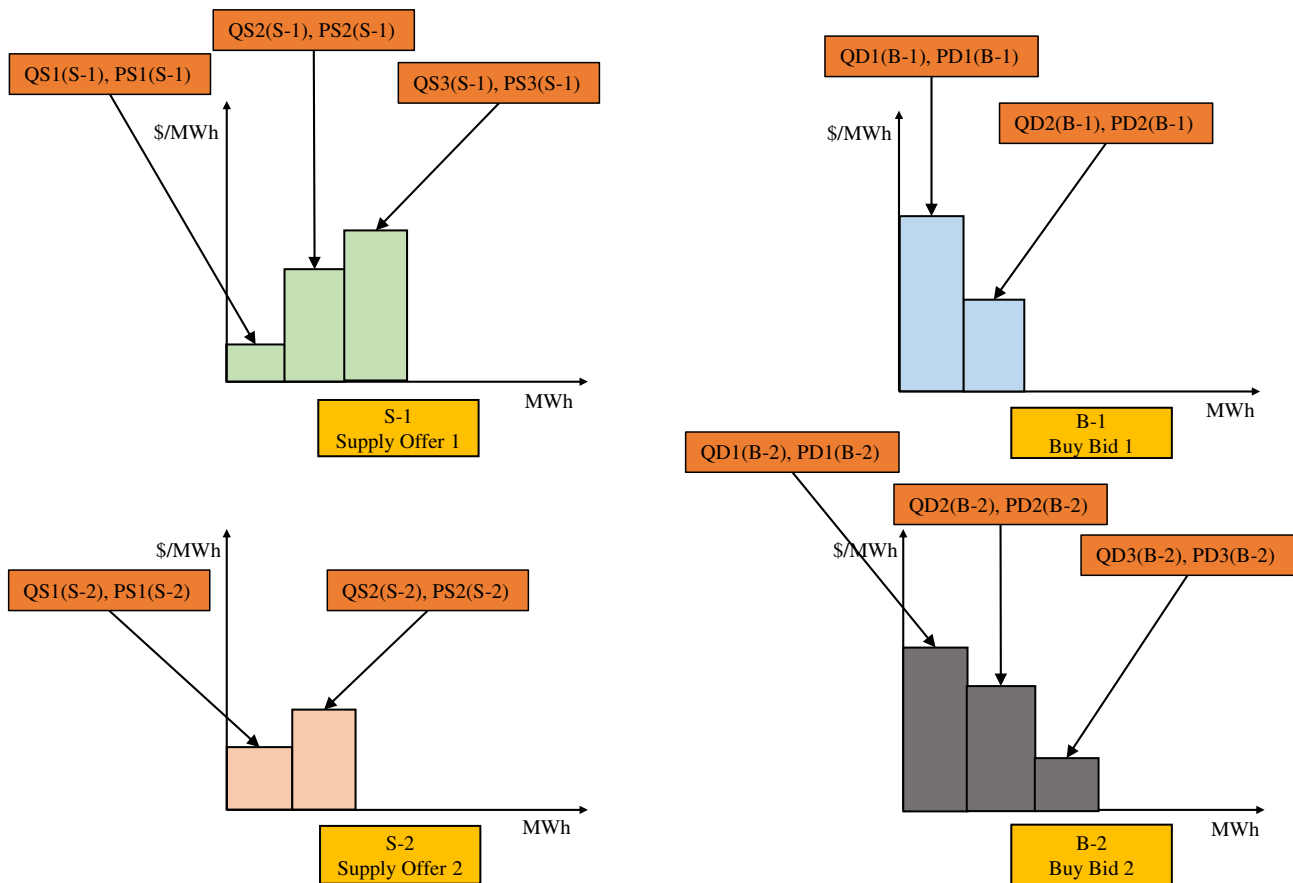 QS2(S-1), PS2(S-1)
QS1(S-1), PS1(S-1)
QS3(S-1), PS3(S-1)
$/MWh
MWh
S-1
Supply Offer 1
QD1(B-1), PD1(B-1)
QD2(B-1), PD2(B-1)
$/MWh
MWh
B-1
Buy Bid 1
$/MWh
QS1(S-2), PS1(S-2)
QS2(S-2), PS2(S-2)
MWh
S-2
Supply Offer 2
QD1(B-2), PD1(B-2)
QD2(B-2), PD2(B-2)
$/MWh
QD3(B-2), PD3(B-2)
MWh
B-2
Buy Bid 2